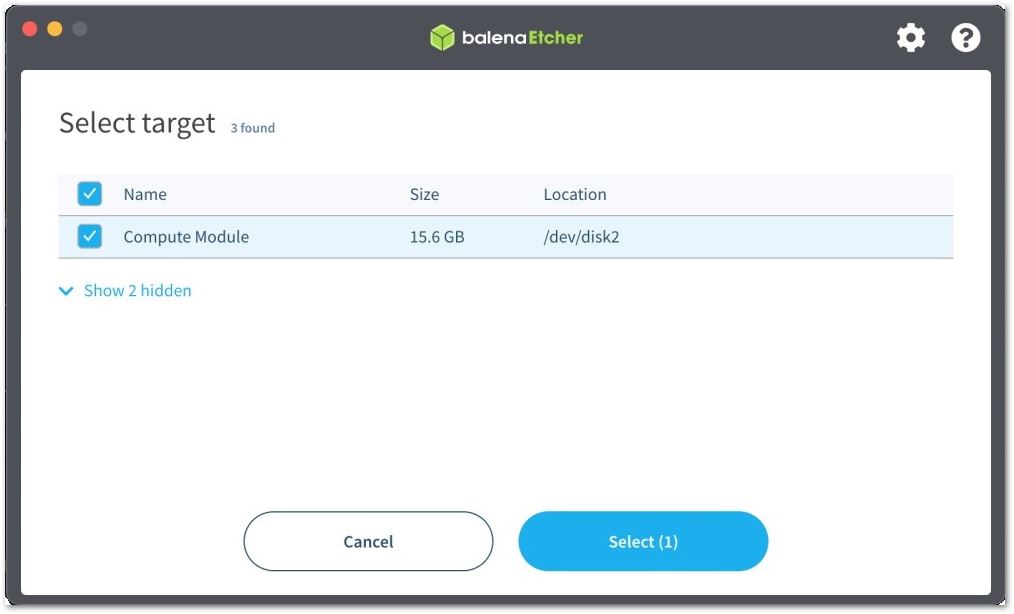 balenaEtcher
Select target 3 found
Name Size Location
Compute Module 15.6 GB /dev/disk2
Show 2 hidden
Cancel Select (1)